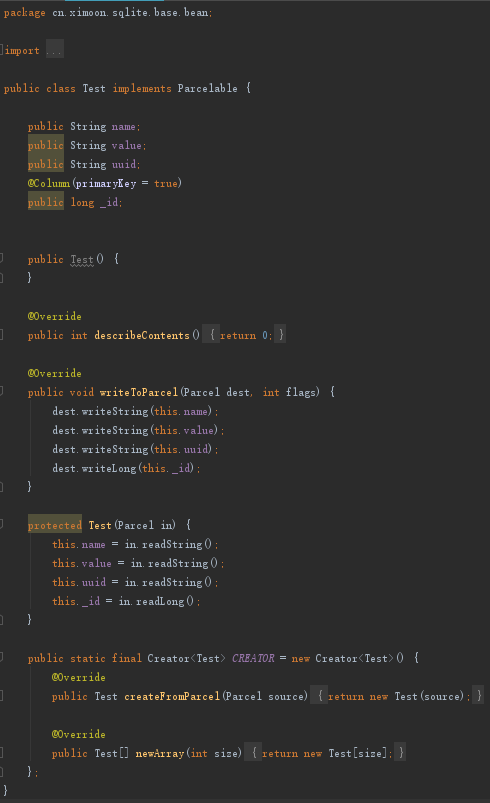 package cn.ximoon.sqlite.base.bean;
import ...
public class Test implements Parcelable {
public String name;
public String value;
public String uuid;
@Column(primaryKey = true)
public long _id;
public Test() {
}
@Override
public int describeContents() { return 0; }
@Override
public void writeToParcel(Parcel dest, int flags) {
dest.writeString(this.name);
dest.writeString(this.value);
dest.writeString(this.uuid);
dest.writeLong(this._id);
}
protected Test(Parcel in) {
this.name = in.readString();
this.value = in.readString();
this.uuid = in.readString();
this._id = in.readLong();
}
public static final Creator<Test> CREATOR = new Creator<Test>() {
@Override
public Test createFromParcel(Parcel source) { return new Test(source); }
@Override
public Test[] newArray(int size) { return new Test[size]; }
};
}